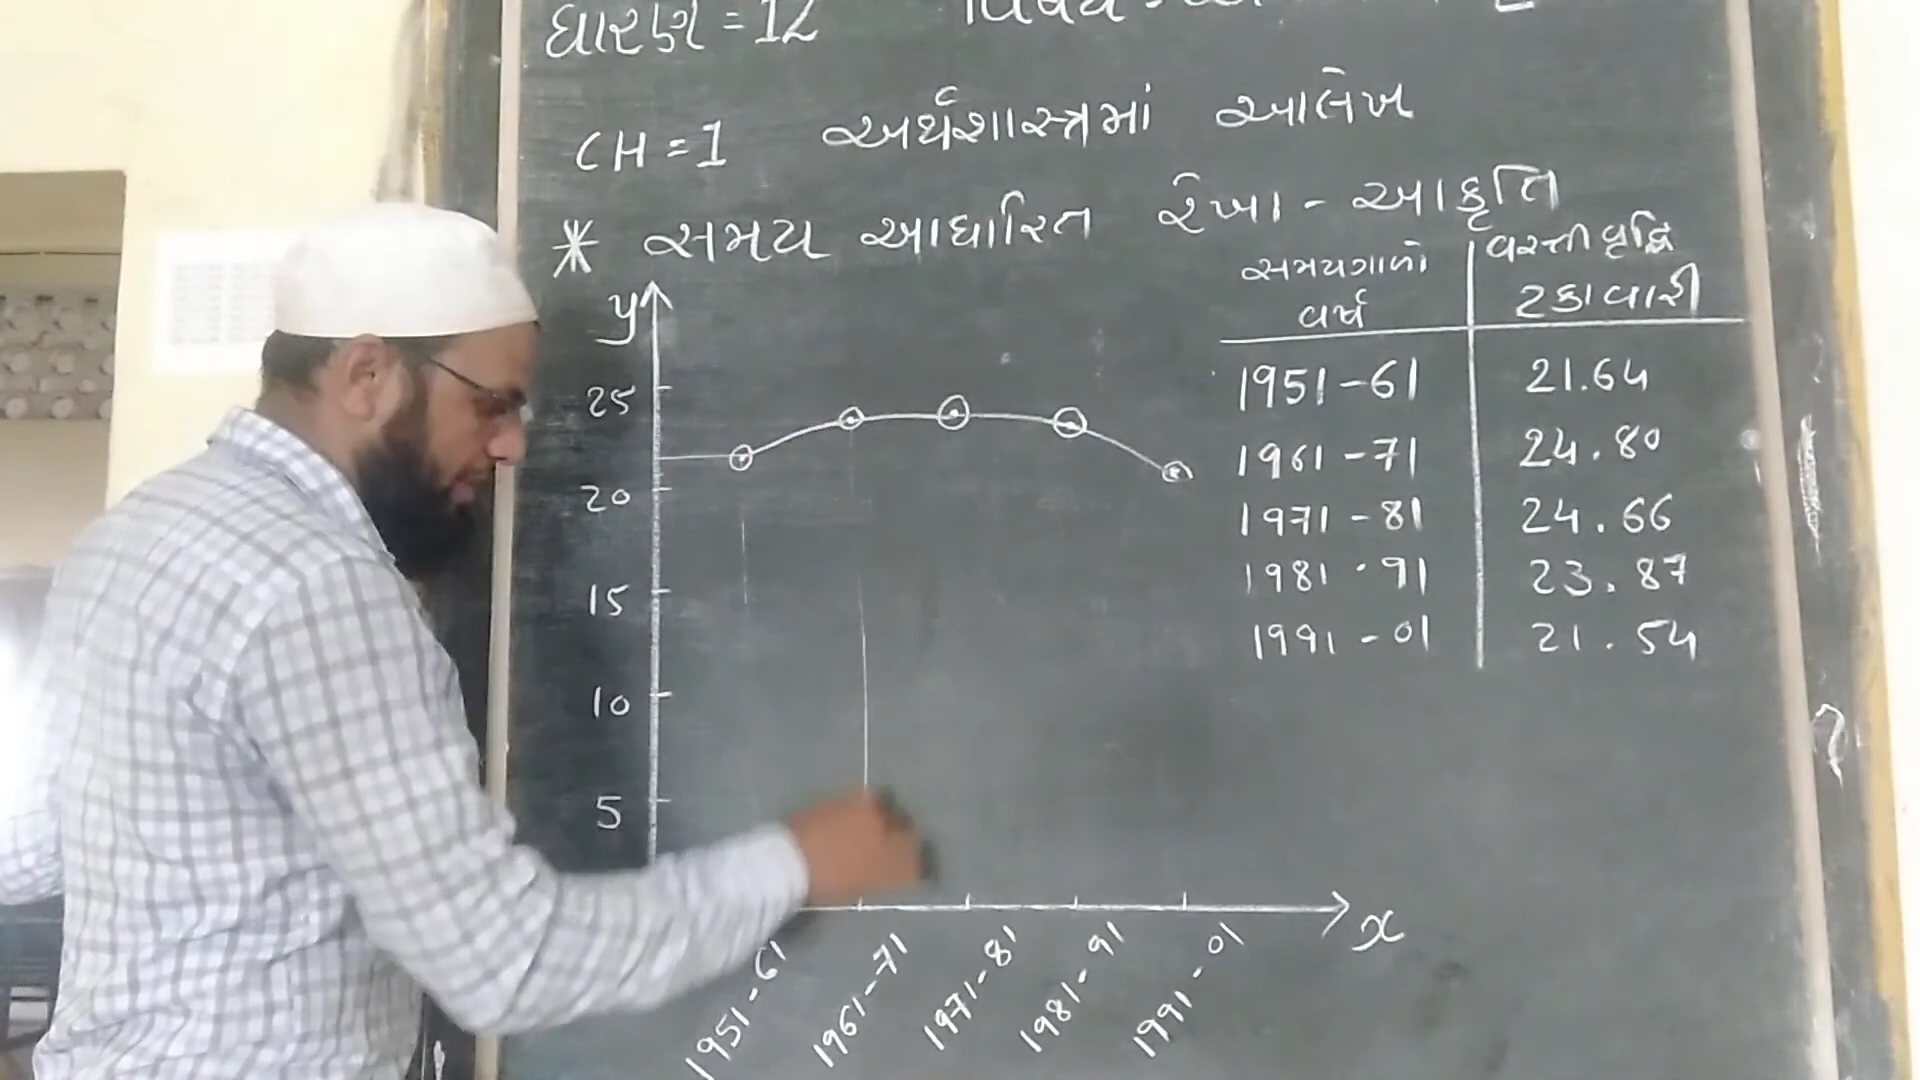 ધારણ = 12
CH = 1 અર્થશાસ્ત્રમાં આલેખ
* સમય આધારિત રેખા - આકૃતિ
સમયગાળો વર્ષ | વસ્તી વૃદ્ધિ ટકાવારી
1951 - 61 | 21.64
1961 - 71 | 24.80
1971 - 81 | 24.66
1981 - 91 | 23.87
1991 - 01 | 21.54
y
25
20
15
10
5
x
1951 - 61
1961 - 71
1971 - 81
1981 - 91
1991 - 01